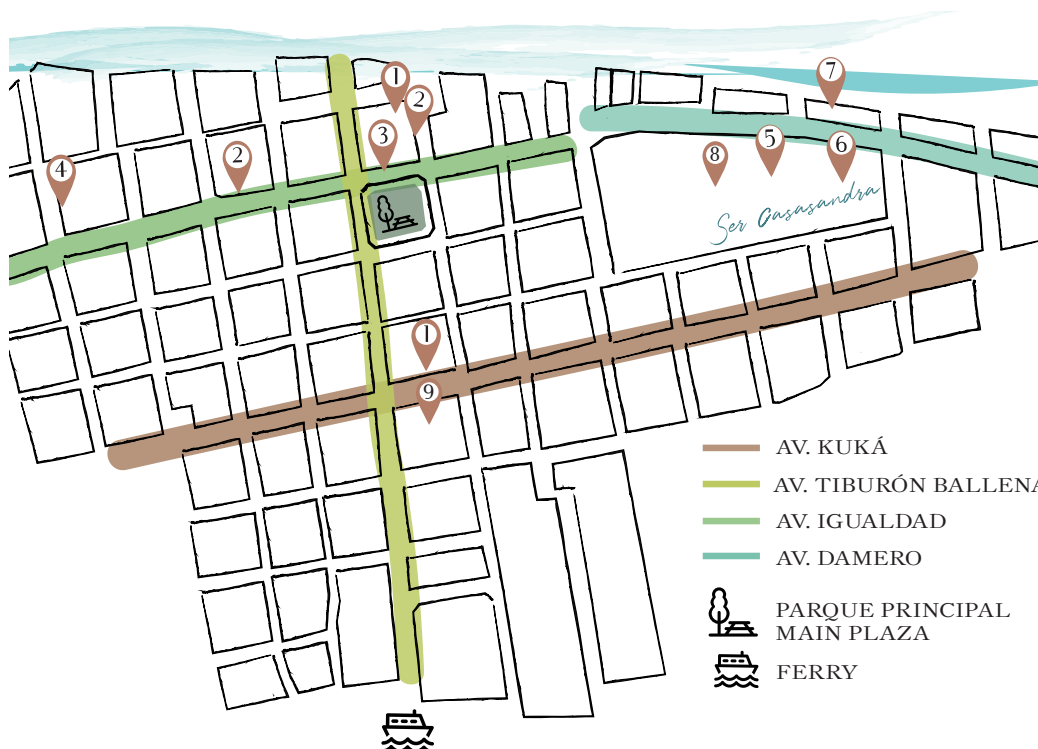 1
2
7
3
5
6
8
2
4
Ser Casasandra
1
9
AV. KUKÁ
AV. TIBURÓN BALLENA
AV. IGUALDAD
AV. DAMERO
PARQUE PRINCIPAL
MAIN PLAZA
FERRY